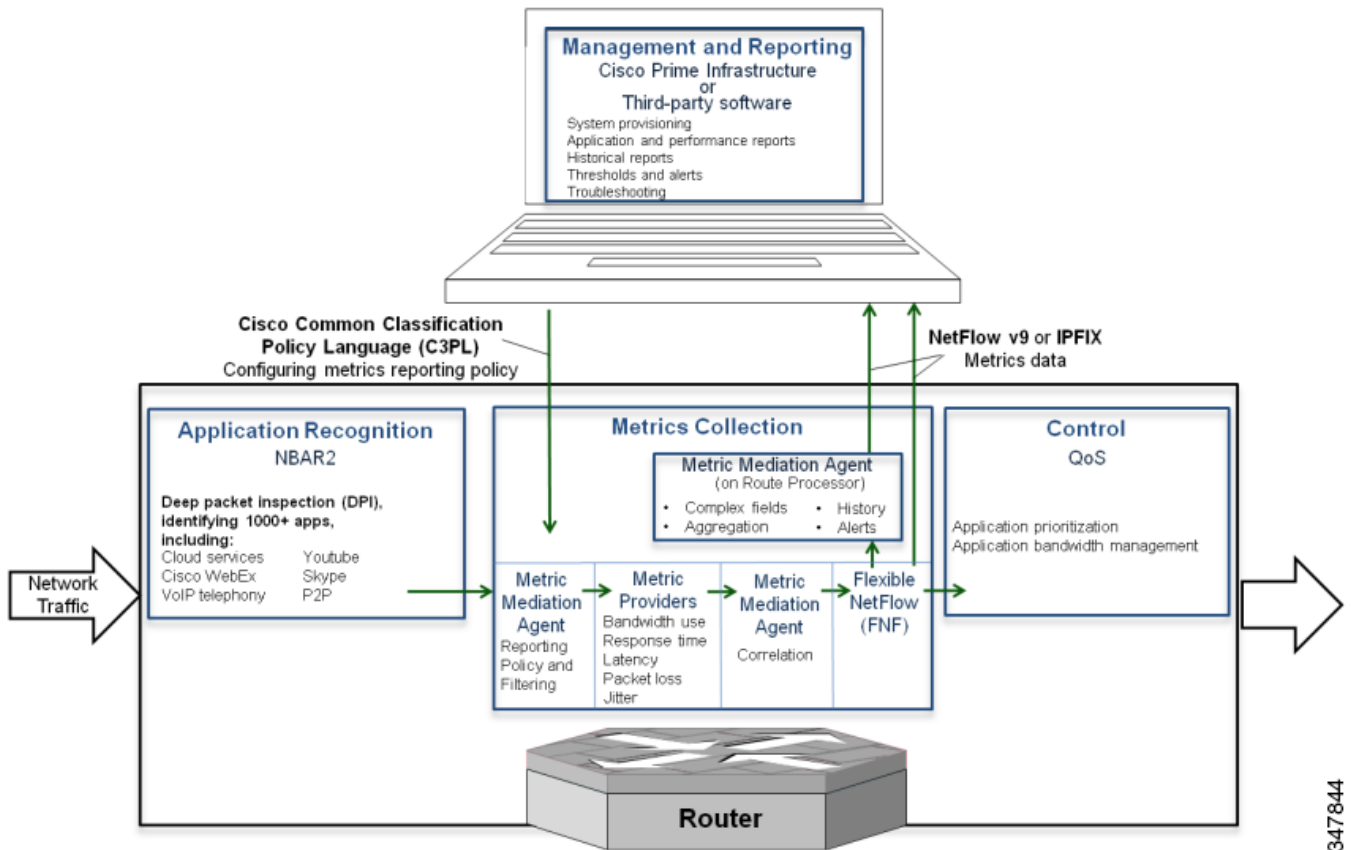 Management and Reporting
Cisco Prime Infrastructure
or
Third-party software
System provisioning
Application and performance reports
Historical reports
Thresholds and alerts
Troubleshooting
Cisco Common Classification
Policy Language (C3PL)
Configuring metrics reporting policy
NetFlow v9 or IPFIX
Metrics data
Network
Traffic
Application Recognition
NBAR2
Deep packet inspection (DPI),
identifying 1000+ apps,
including:
Cloud services
Cisco WebEx
VoIP telephony
Youtube
Skype
P2P
Metrics Collection
Metric Mediation Agent
(on Route Processor)
• Complex fields
• Aggregation
• History
• Alerts
Metric
Mediation
Agent
Reporting
Policy and
Filtering
Metric
Providers
Bandwidth use
Response time
Latency
Packet loss
Jitter
Metric
Mediation
Agent
Correlation
Flexible
NetFlow
(FNF)
Control
QoS
Application prioritization
Application bandwidth management
Router
347844